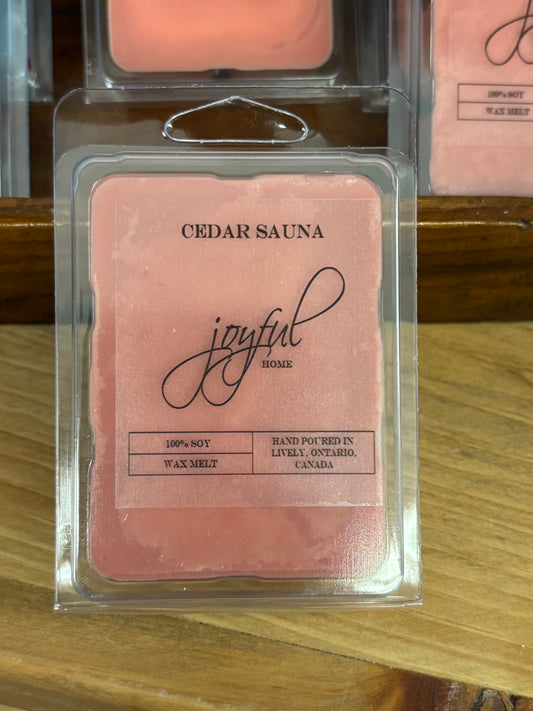 100% SOY
WAX MELT
CEDAR SAUNA
joyful
HOME
100% SOY
WAX MELT
HAND POURED IN
LIVELY, ONTARIO,
CANADA